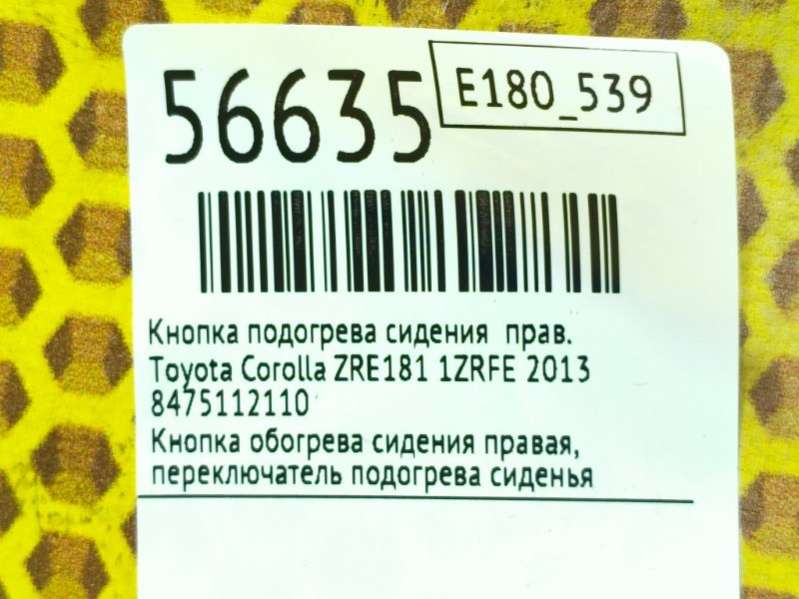 56635
E180_539
Кнопка подогрева сидения прав.
Toyota Corolla ZRE181 1ZRFE 2013
8475112110
Кнопка обогрева сидения правая,
переключатель подогрева сиденья